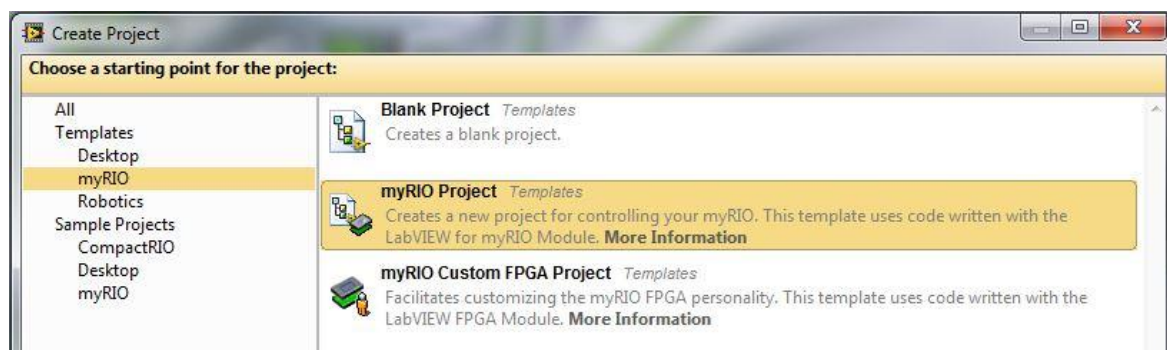 Create Project
Choose a starting point for the project:
All
Templates
Desktop
myRIO
Robotics
Sample Projects
CompactRIO
Desktop
myRIO
Blank Project Templates
Creates a blank project.
myRIO Project Templates
Creates a new project for controlling your myRIO. This template uses code written with the
LabVIEW for myRIO Module. More Information
myRIO Custom FPGA Project Templates
Facilitates customizing the myRIO FPGA personality. This template uses code written with the
LabVIEW FPGA Module. More Information